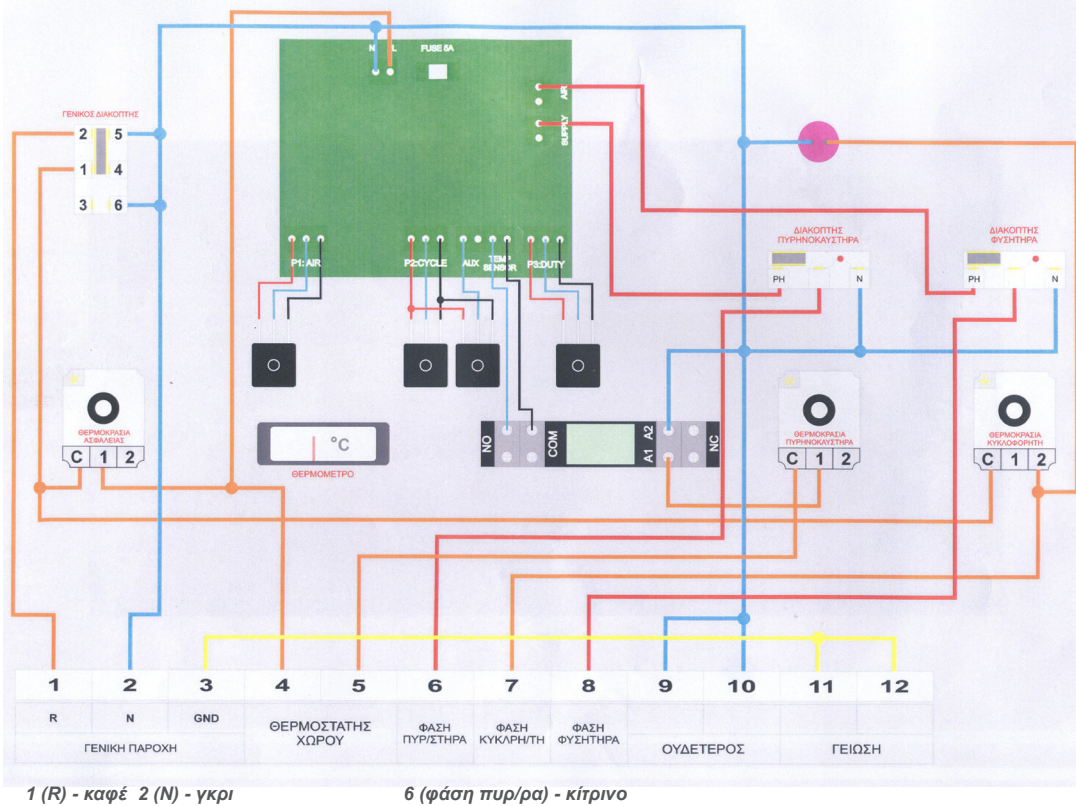 N L FUSE 5A
AIR
SUPPLY
ΓΕΝΙΚΟΣ ΔΙΑΚΟΠΤΗΣ
2 5
1 4
3 6
P1: AIR P2:CYCLE AUX TEMP SENSOR P3:DUTY
ΔΙΑΚΟΠΤΗΣ
ΠΥΡΗΝΟΚΑΥΣΤΗΡΑ
PH N
ΔΙΑΚΟΠΤΗΣ
ΦΥΣΗΤΗΡΑ
PH N
ΘΕΡΜΟΚΡΑΣΙΑ
ΑΣΦΑΛΕΙΑΣ
C 1 2
°C
ΘΕΡΜΟΜΕΤΡΟ
NO COM A1 A2 NC
ΘΕΡΜΟΚΡΑΣΙΑ
ΠΥΡΗΝΟΚΑΥΣΤΗΡΑ
C 1 2
ΘΕΡΜΟΚΡΑΣΙΑ
ΚΥΚΛΟΦΟΡΗΤΗ
C 1 2
1 2 3 4 5 6 7 8 9 10 11 12
R N GND
ΓΕΝΙΚΗ ΠΑΡΟΧΗ
ΘΕΡΜΟΣΤΑΤΗΣ
ΧΩΡΟΥ
ΦΑΣΗ
ΠΥΡ/ΣΤΗΡΑ
ΦΑΣΗ
ΚΥΚΛΡΗ/ΤΗ
ΦΑΣΗ
ΦΥΣΗΤΗΡΑ
ΟΥΔΕΤΕΡΟΣ
ΓΕΙΩΣΗ
1 (R) - καφέ 2 (N) - γκρι 6 (φάση πυρ/ρα) - κίτρινο